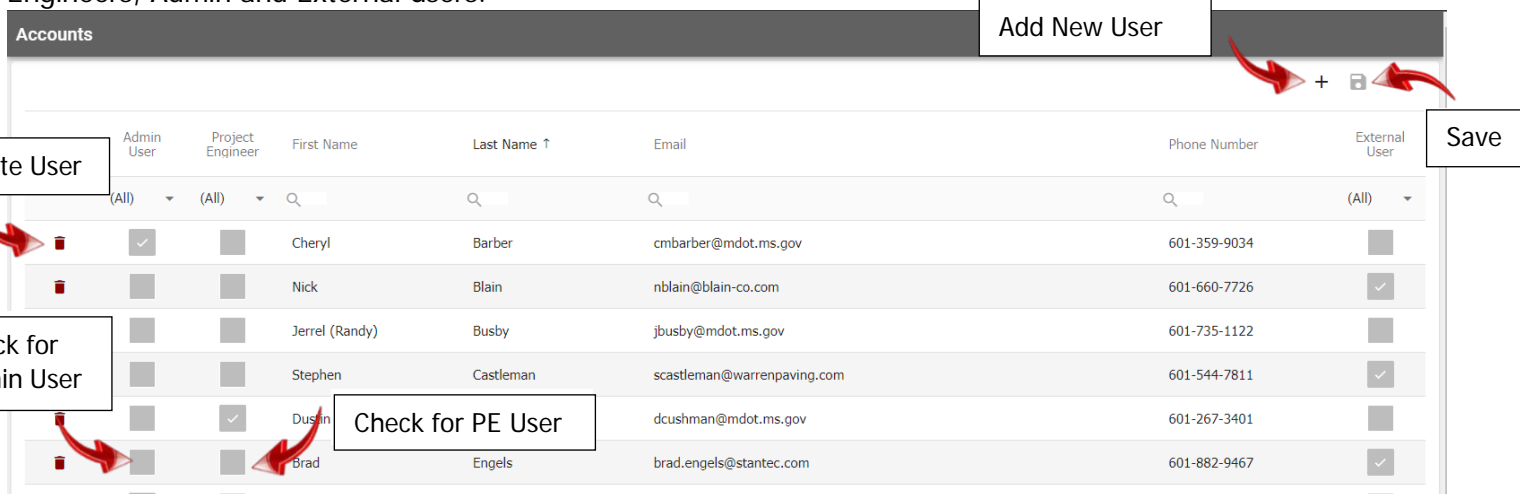 Engineers, Admin and External users.
Add New User
Accounts
+
Save
Admin User
Project Engineer
First Name
Last Name ↑
Email
Phone Number
External User
te User
(All) (All) (All)
Cheryl Barber cmbarber@mdot.ms.gov 601-359-9034
Nick Blain nblain@blain-co.com 601-660-7726
Jerrel (Randy) Busby jbusby@mdot.ms.gov 601-735-1122
ck for
in User
Stephen Castleman scastleman@warrenpaving.com 601-544-7811
Dustin dcushman@mdot.ms.gov 601-267-3401
Check for PE User
Brad Engels brad.engels@stantec.com 601-882-9467